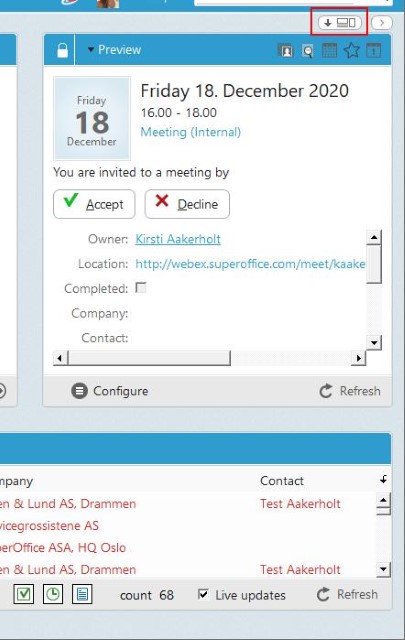 Preview
Friday
18
December
Friday 18. December 2020
16.00 - 18.00
Meeting (Internal)
You are invited to a meeting by
Accept
Decline
Owner: Kirsti Aakerholt
Location: http://webex.superoffice.com/meet/kaake
Completed:
Company:
Contact:
Configure
Refresh
mpany Contact
en & Lund AS, Drammen Test Aakerholt
vicegrossistene AS
perOffice ASA, HQ Oslo
en & Lund AS, Drammen Test Aakerholt
count 68 Live updates Refresh